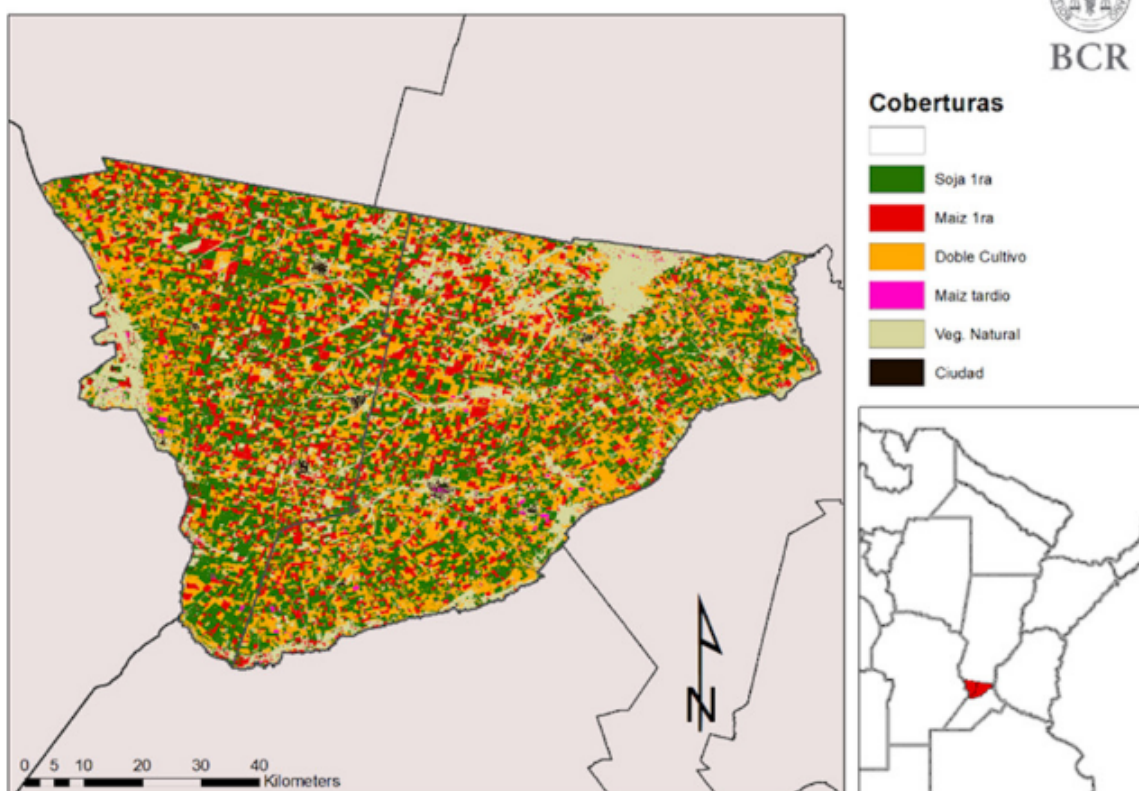 BCR
Coberturas
Soja 1ra
Maiz 1ra
Doble Cultivo
Maiz tardio
Veg. Natural
Ciudad
N
0 5 10 20 30 40
Kilometers